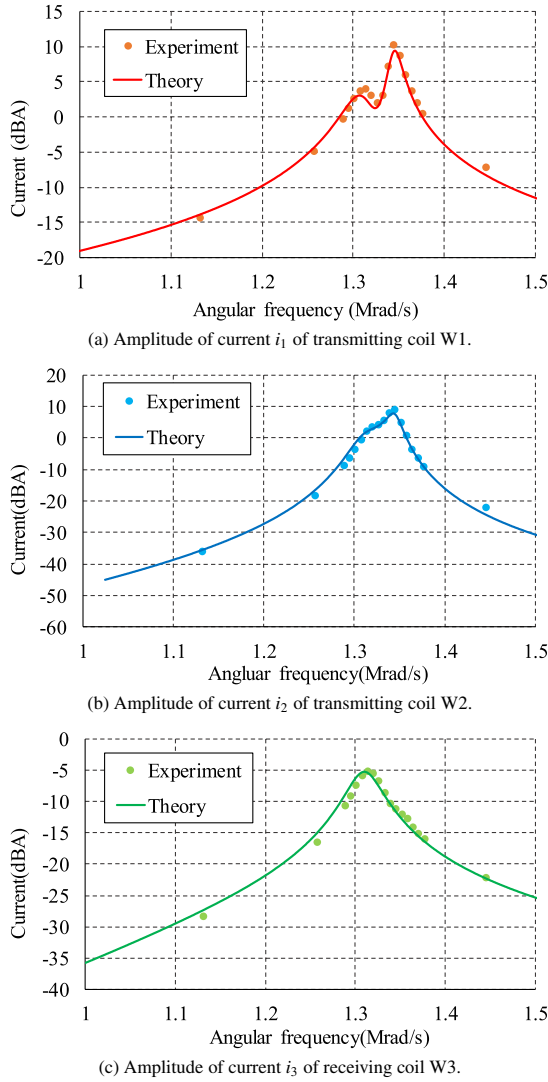 15
10
5
0
-5
-10
-15
-20
Current (dBA)
Experiment
Theory
1 1.1 1.2 1.3 1.4 1.5
Angular frequency (Mrad/s)
(a) Amplitude of current i1 of transmitting coil W1.
20
10
0
-10
-20
-30
-40
-50
-60
Current(dBA)
Experiment
Theory
1 1.1 1.2 1.3 1.4 1.5
Angluar frequency(Mrad/s)
(b) Amplitude of current i2 of transmitting coil W2.
0
-5
-10
-15
-20
-25
-30
-35
-40
Current(dBA)
Experiment
Theory
1 1.1 1.2 1.3 1.4 1.5
Angular frequency(Mrad/s)
(c) Amplitude of current i3 of receiving coil W3.